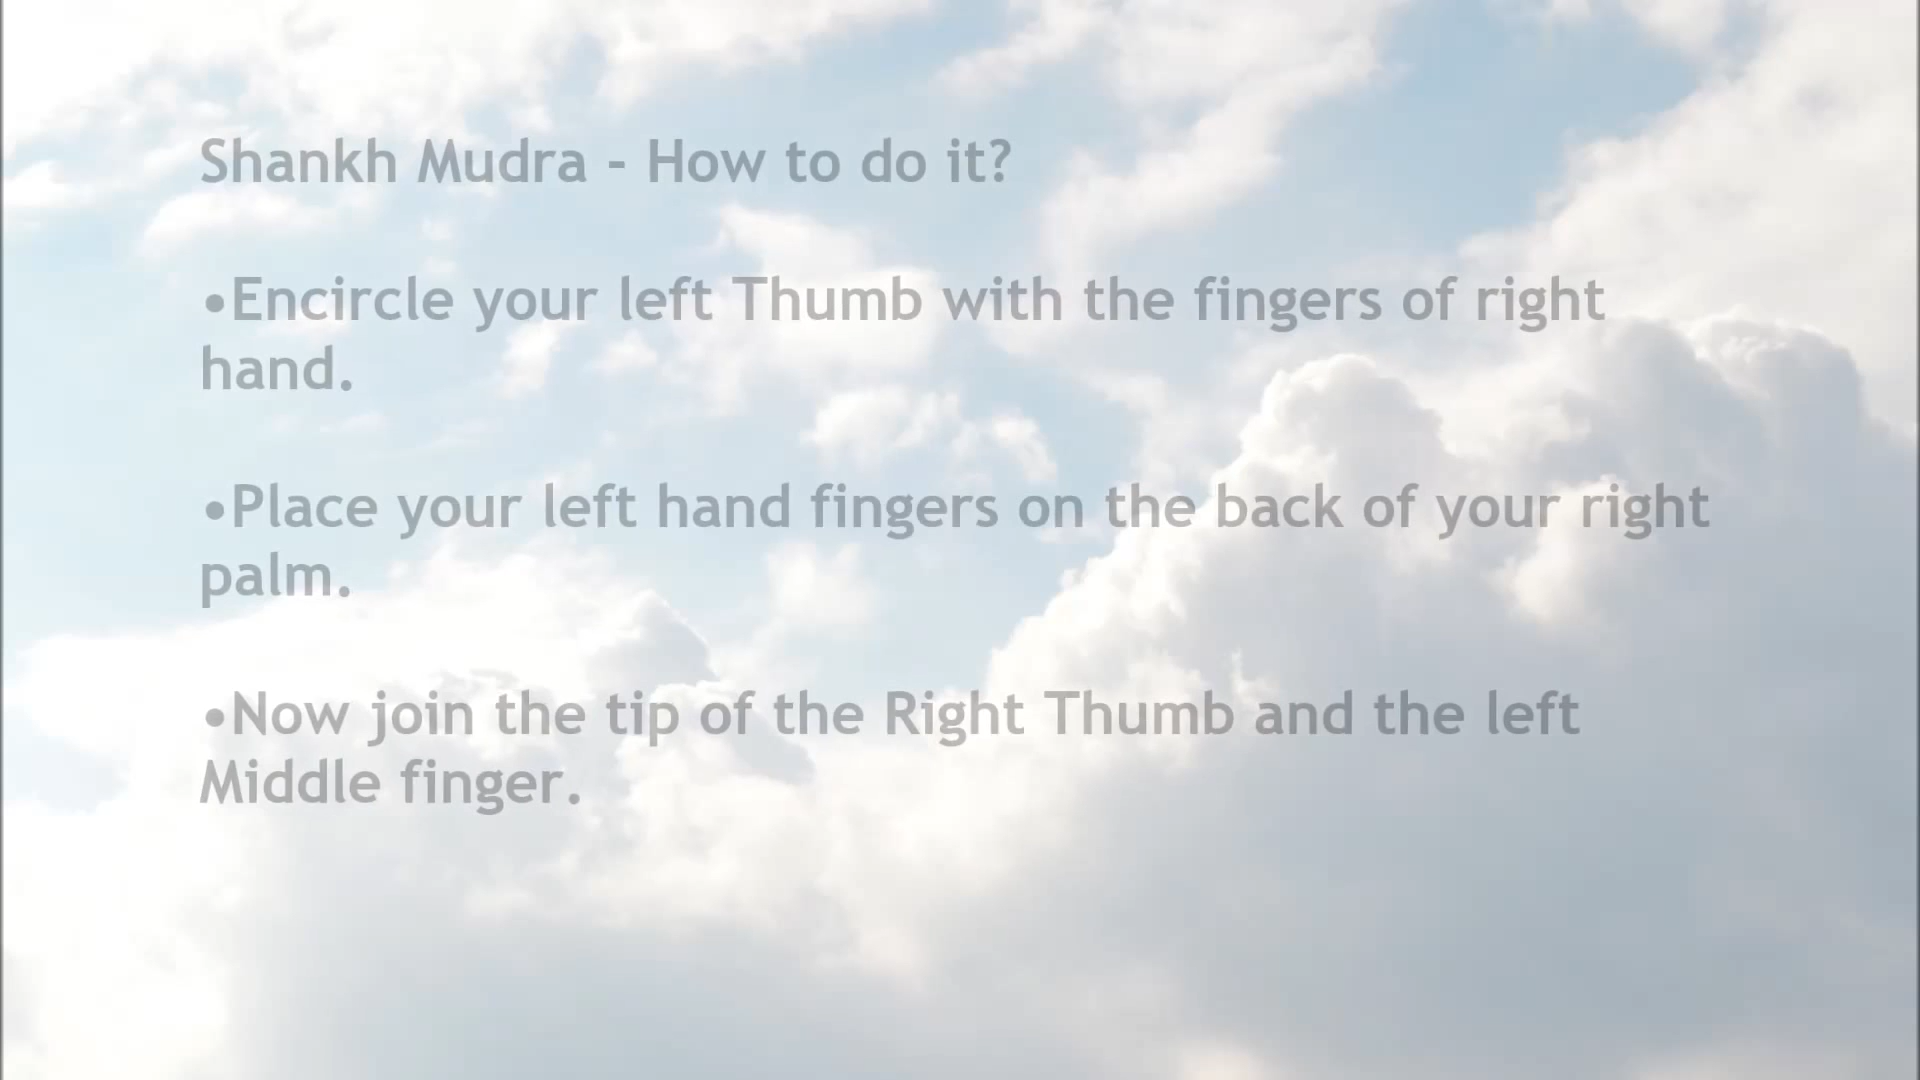 Shankh Mudra - How to do it?
•Encircle your left Thumb with the fingers of right
hand.
•Place your left hand fingers on the back of your right
palm.
•Now join the tip of the Right Thumb and the left
Middle finger.